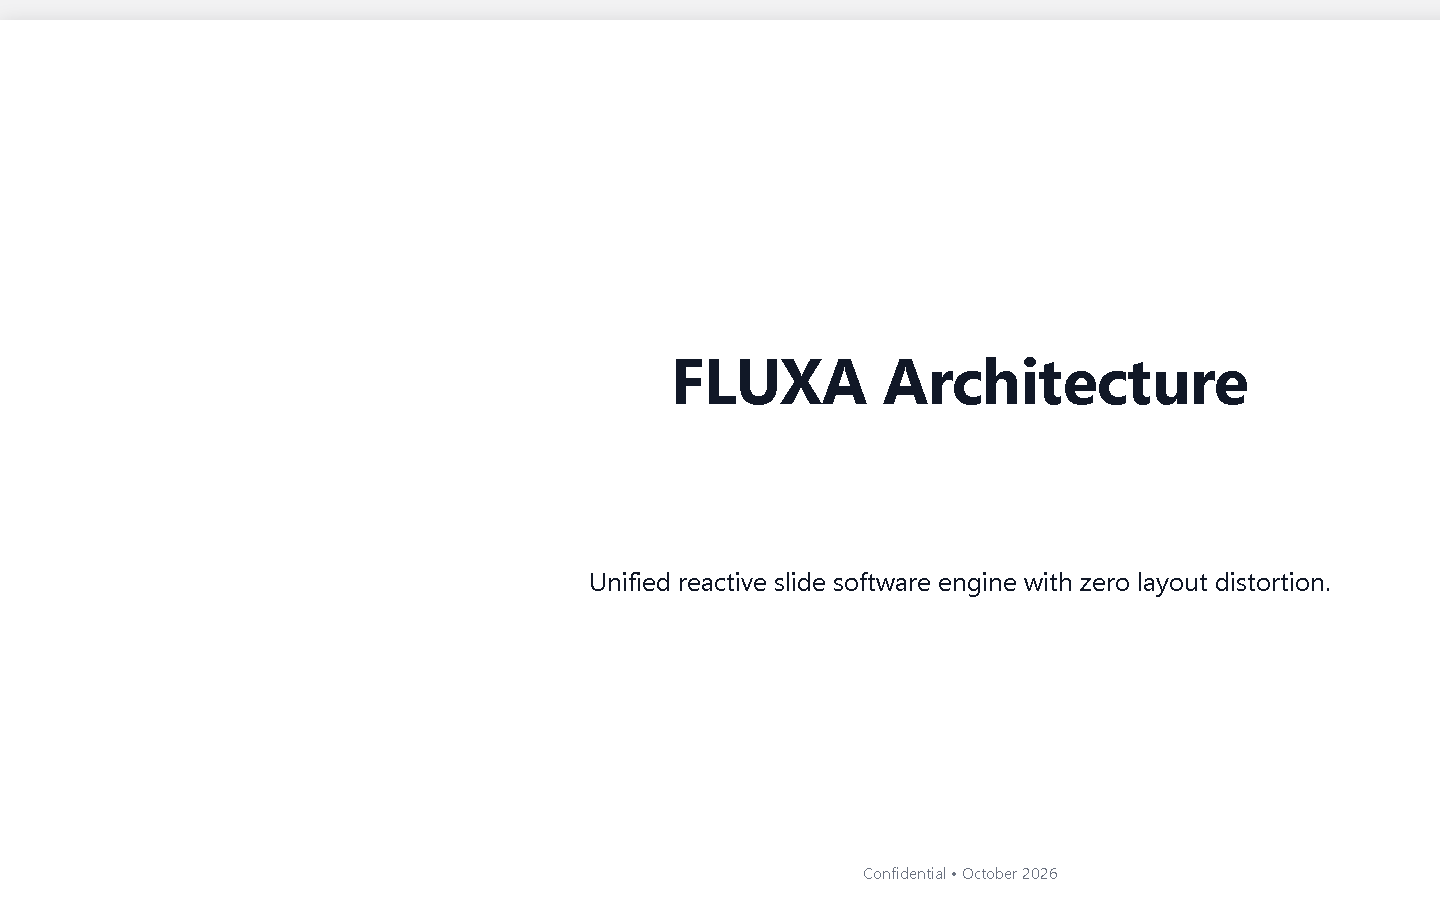 FLUXA Architecture
Unified reactive slide software engine with zero layout distortion.
Confidential • October 2026